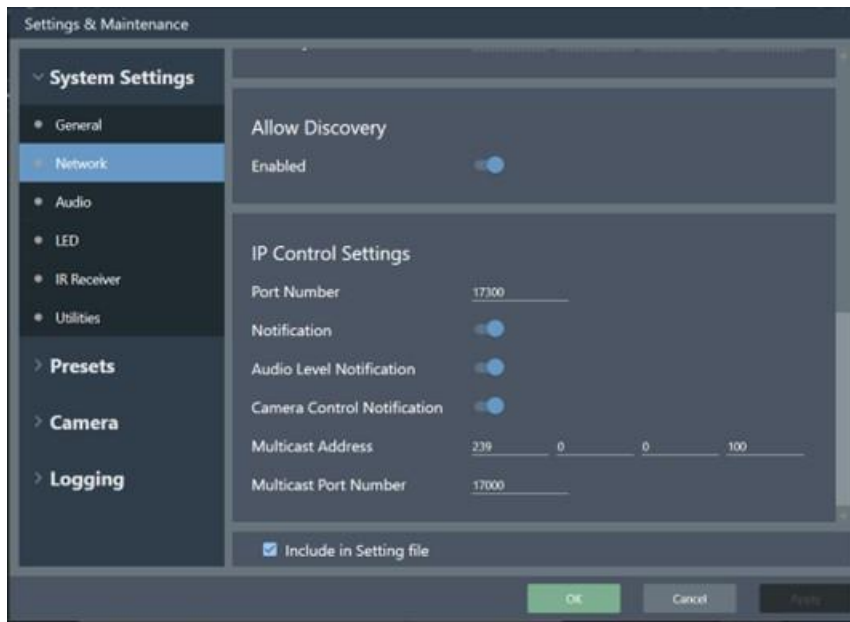 Settings & Maintenance
System Settings
General
Network
Audio
LED
IR Receiver
Utilities
Presets
Camera
Logging
Allow Discovery
Enabled
IP Control Settings
Port Number 17300
Notification
Audio Level Notification
Camera Control Notification
Multicast Address 239 0 0 100
Multicast Port Number 17000
Include in Setting file
OK Cancel Apply